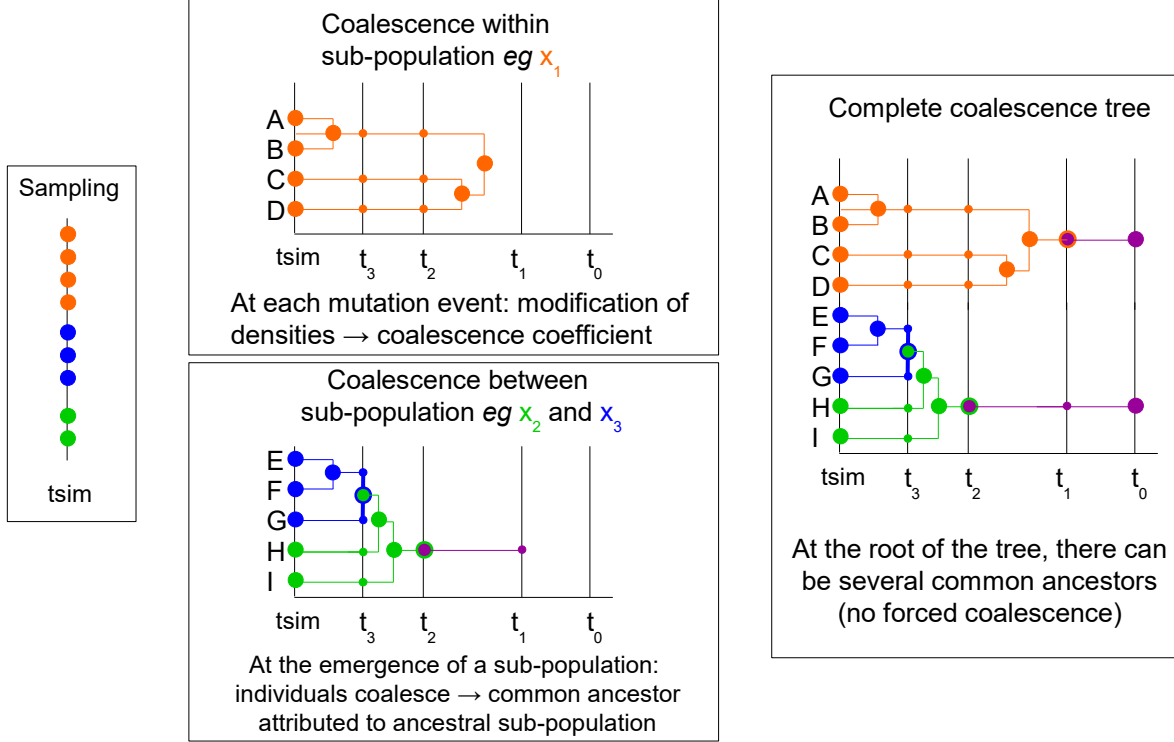 Sampling
tsim
Coalescence within
sub-population eg x₁
A
B
C
D
tsim t₃ t₂ t₁ t₀
At each mutation event: modification of
densities → coalescence coefficient
Coalescence between
sub-population eg x₂ and x₃
E
F
G
H
I
tsim t₃ t₂ t₁ t₀
At the emergence of a sub-population:
individuals coalesce → common ancestor
attributed to ancestral sub-population
Complete coalescence tree
A
B
C
D
E
F
G
H
I
tsim t₃ t₂ t₁ t₀
At the root of the tree, there can
be several common ancestors
(no forced coalescence)